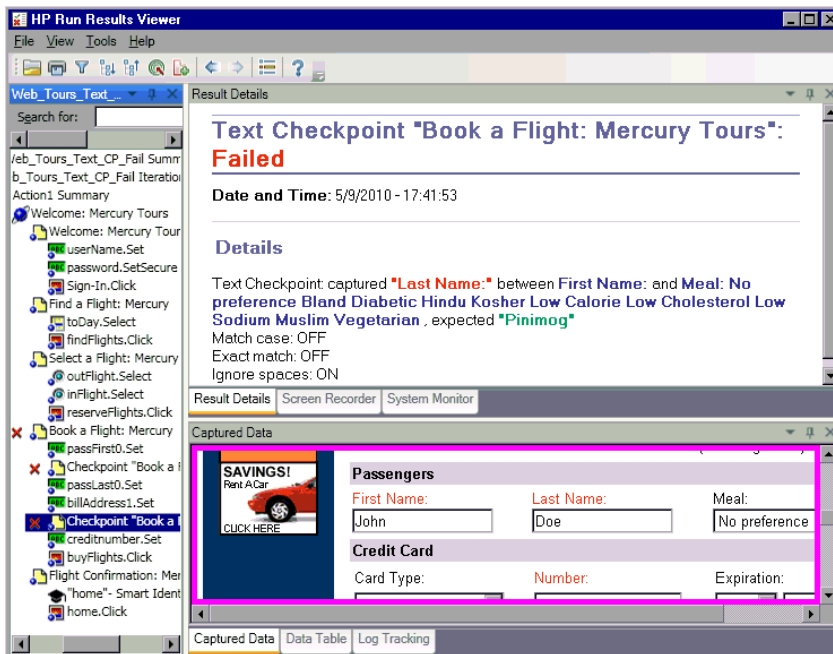 HP Run Results Viewer
File View Tools Help
Web_Tours_Text_...
Search for:
/eb_Tours_Text_CP_Fail Summ
b_Tours_Text_CP_Fail Iteration
Action1 Summary
Welcome: Mercury Tours
Welcome: Mercury Tour
userName.Set
password.SetSecure
Sign-In.Click
Find a Flight: Mercury
toDay.Select
findFlights.Click
Select a Flight: Mercury
outFlight.Select
inFlight.Select
reserveFlights.Click
Book a Flight: Mercury
passFirst0.Set
Checkpoint "Book a F
passLast0.Set
billAddress1.Set
Checkpoint "Book a
creditnumber.Set
buyFlights.Click
Flight Confirmation: Mer
"home"- Smart Ident
home.Click
Result Details
Text Checkpoint "Book a Flight: Mercury Tours":
Failed
Date and Time: 5/9/2010 - 17:41:53
Details
Text Checkpoint: captured "Last Name:" between First Name: and Meal: No
preference Bland Diabetic Hindu Kosher Low Calorie Low Cholesterol Low
Sodium Muslim Vegetarian , expected "Pinimog"
Match case: OFF
Exact match: OFF
Ignore spaces: ON
Result Details Screen Recorder System Monitor
Captured Data
SAVINGS!
Rent A Car
CLICK HERE
Passengers
First Name: Last Name: Meal:
John Doe No preference
Credit Card
Card Type: Number: Expiration:
Captured Data Data Table Log Tracking